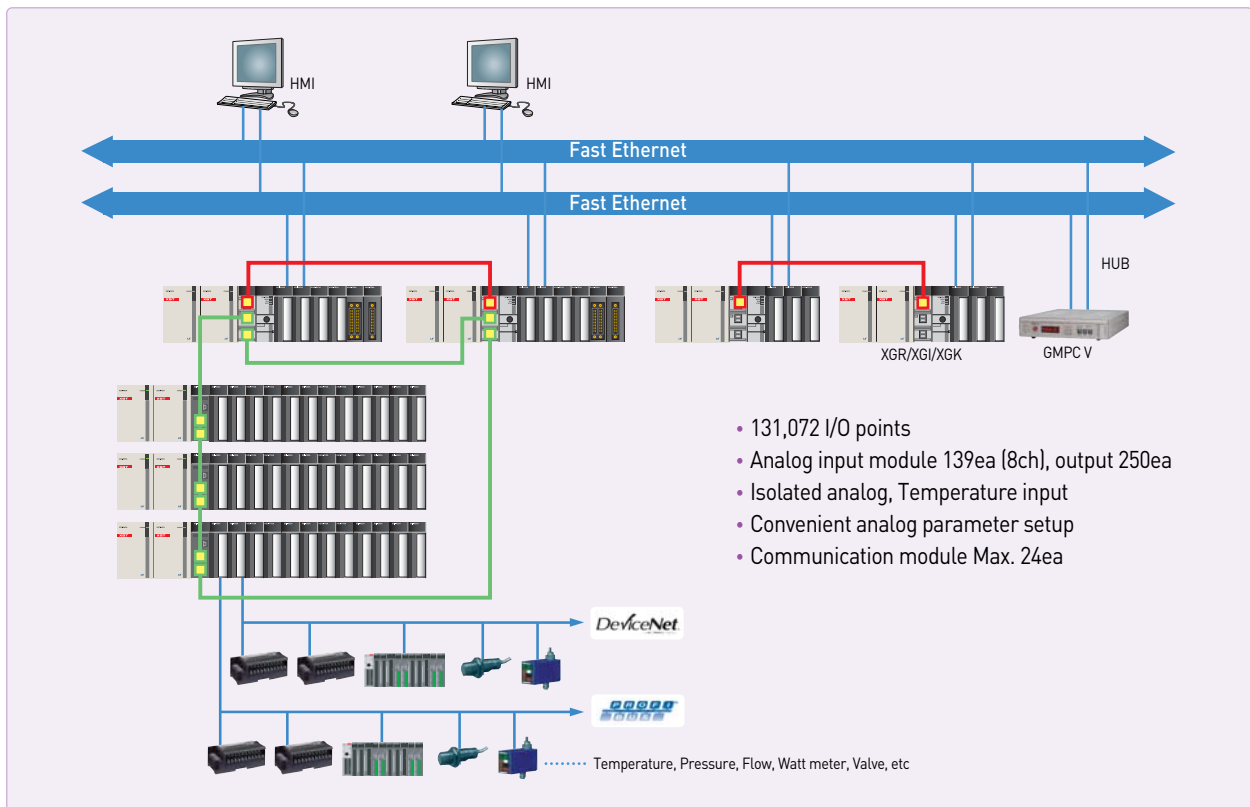 HMI
HMI
Fast Ethernet
Fast Ethernet
HUB
XGR/XGI/XGK
GMPC V
• 131,072 I/O points
• Analog input module 139ea (8ch), output 250ea
• Isolated analog, Temperature input
• Convenient analog parameter setup
• Communication module Max. 24ea
DeviceNet
PROFI
BUS
Temperature, Pressure, Flow, Watt meter, Valve, etc